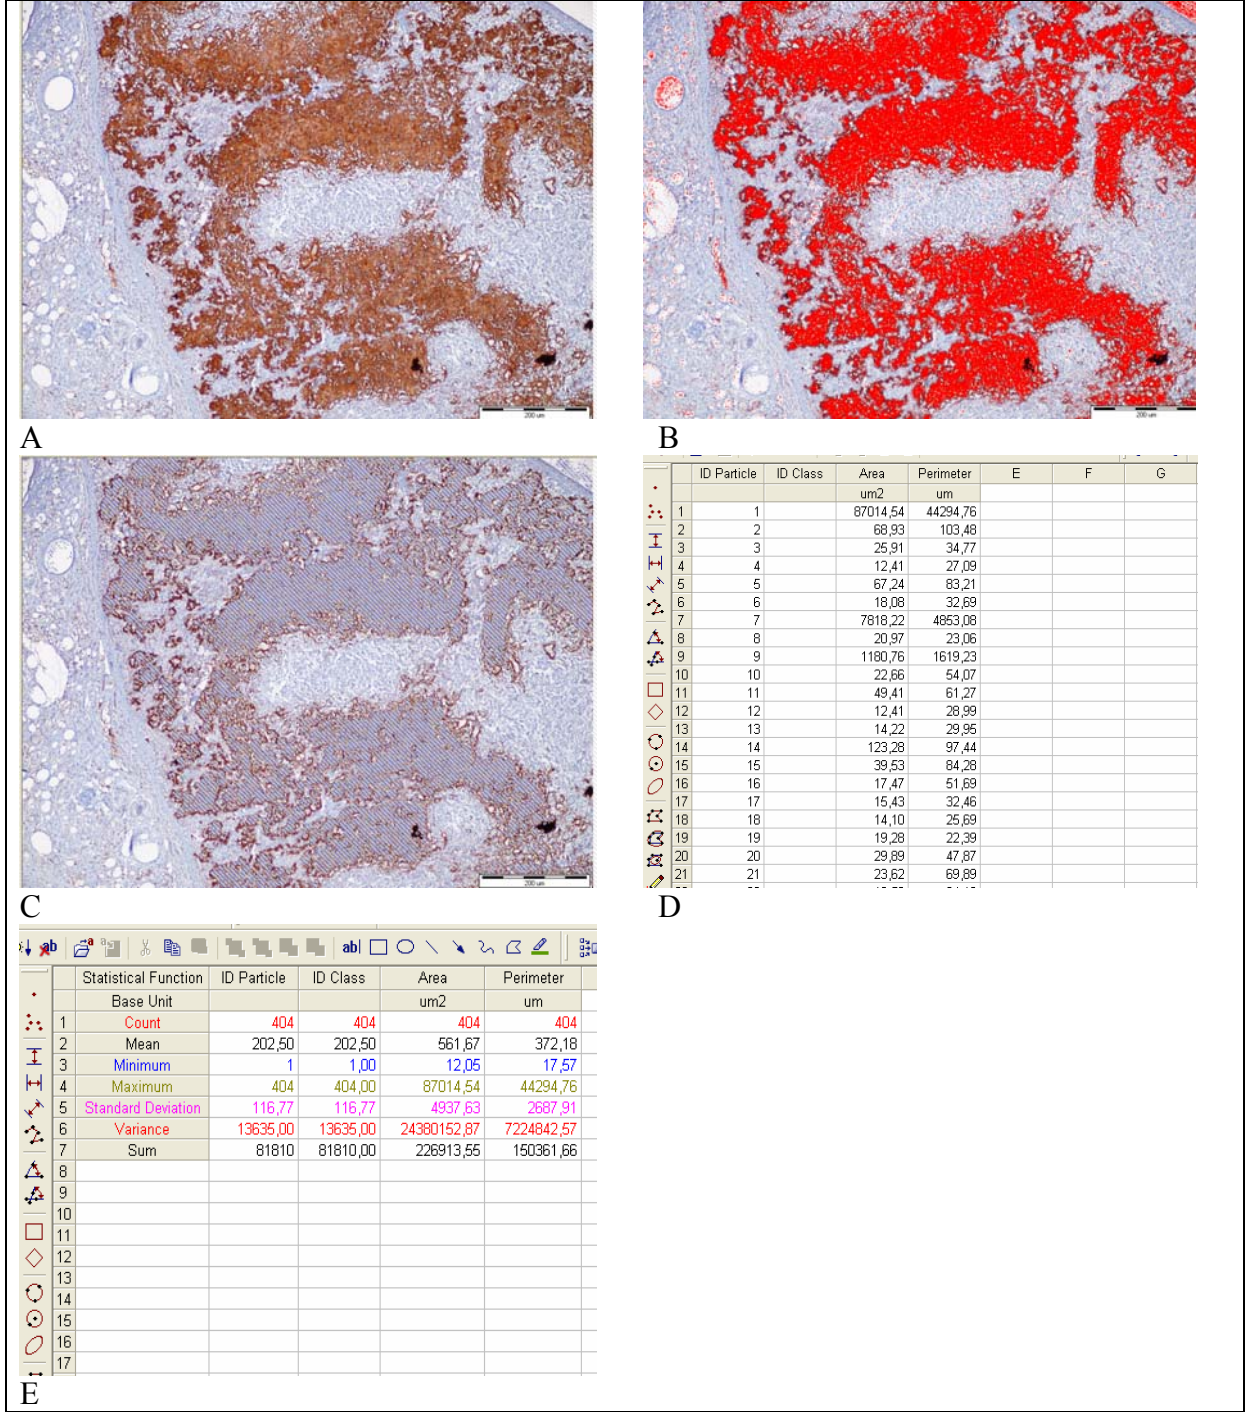 200 um
200 um
A
B
200 um
C
ID Particle ID Class Area Perimeter E F G
um2 um
1 1 87014,54 44294,76
2 2 68,93 103,48
3 3 25,91 34,77
4 4 12,41 27,09
5 5 67,24 83,21
6 6 18,08 32,69
7 7 7818,22 4853,08
8 8 20,97 23,06
9 9 1180,76 1619,23
10 10 22,66 54,07
11 11 49,41 61,27
12 12 12,41 28,99
13 13 14,22 29,95
14 14 123,28 97,44
15 15 39,53 84,28
16 16 17,47 51,69
17 17 15,43 32,46
18 18 14,10 25,69
19 19 19,28 22,39
20 20 29,89 47,87
21 21 23,62 69,89
D
ab a a ab
Statistical Function ID Particle ID Class Area Perimeter
Base Unit um2 um
1 Count 404 404 404 404
2 Mean 202,50 202,50 561,67 372,18
3 Minimum 1 1,00 12,05 17,57
4 Maximum 404 404,00 87014,54 44294,76
5 Standard Deviation 116,77 116,77 4937,63 2687,91
6 Variance 13635,00 13635,00 24380152,87 7224842,57
7 Sum 81810 81810,00 226913,55 150361,66
8
9
10
11
12
13
14
15
16
17
E